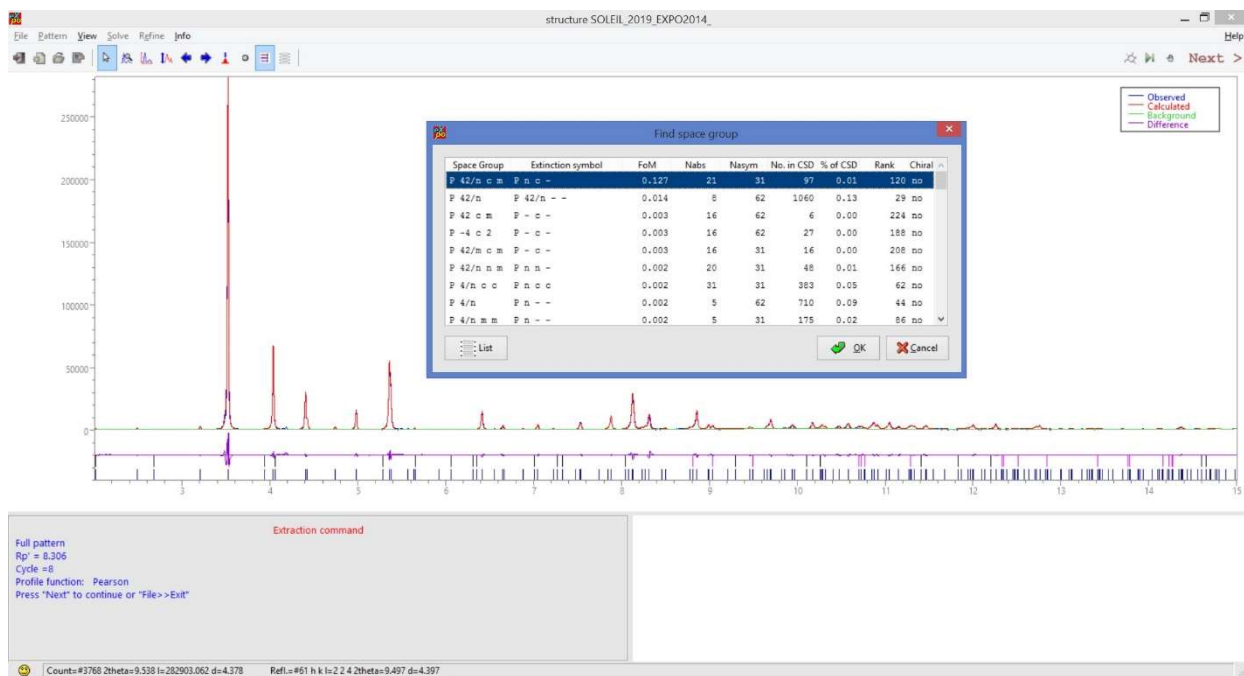 structure SOLEIL_2019_EXPO2014_
File Pattern View Solve Refine Info Help
Next >
250000
200000
150000
100000
50000
0
Observed
Calculated
Background
Difference
Find space group
Space Group Extinction symbol FoM Nabs Nasym No. in CSD % of CSD Rank Chiral
P 42/n c m P n c - 0.127 21 31 97 0.01 120 no
P 42/n P 42/n - - 0.014 8 62 1060 0.13 29 no
P 42 c m P - c - 0.003 16 62 6 0.00 224 no
P -4 c 2 P - c - 0.003 16 62 27 0.00 188 no
P 42/m c m P - c - 0.003 16 31 16 0.00 208 no
P 42/n n m P n n - 0.002 20 31 48 0.01 166 no
P 4/n c c P n c c 0.002 31 31 383 0.05 62 no
P 4/n P n - - 0.002 5 62 710 0.09 44 no
P 4/n m m P n - - 0.002 5 31 175 0.02 86 no
List OK Cancel
3 4 5 6 7 8 9 10 11 12 13 14 15
Extraction command
Full pattern
Rp' = 8.306
Cycle =8
Profile function: Pearson
Press "Next" to continue or "File>>Exit"
Count=#3768 2theta=9.538 I=282903.062 d=4.378 Refl.=#61 h k l=2 2 4 2theta=9.497 d=4.397